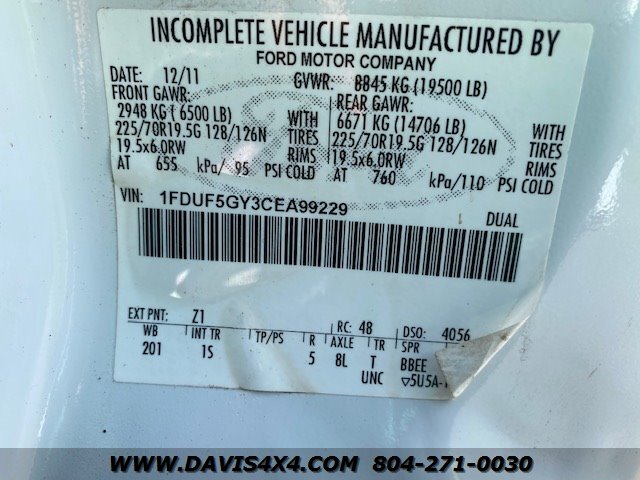 INCOMPLETE VEHICLE MANUFACTURED BY
FORD MOTOR COMPANY
DATE: 12/11 GVWR: 8845 KG (19500 LB)
FRONT GAWR: REAR GAWR:
2948 KG ( 6500 LB) WITH 6671 KG (14706 LB) WITH
225/70R19.5G 128/126N TIRES 225/70R19.5G 128/126N TIRES
19.5x6.0RW RIMS 19.5x6.0RW RIMS
AT 655 kPa/ 95 PSI COLD AT 760 kPa/110 PSI COLD
VIN: 1FDUF5GY3CEA99229 DUAL
EXT PNT: Z1 RC: 48 DSO: 4056
WB INT TR TP/PS R AXLE TR SPR
201 1S 5 8L T BBEE
UNC ▽5U5A-
WWW.DAVIS4X4.COM 804-271-0030